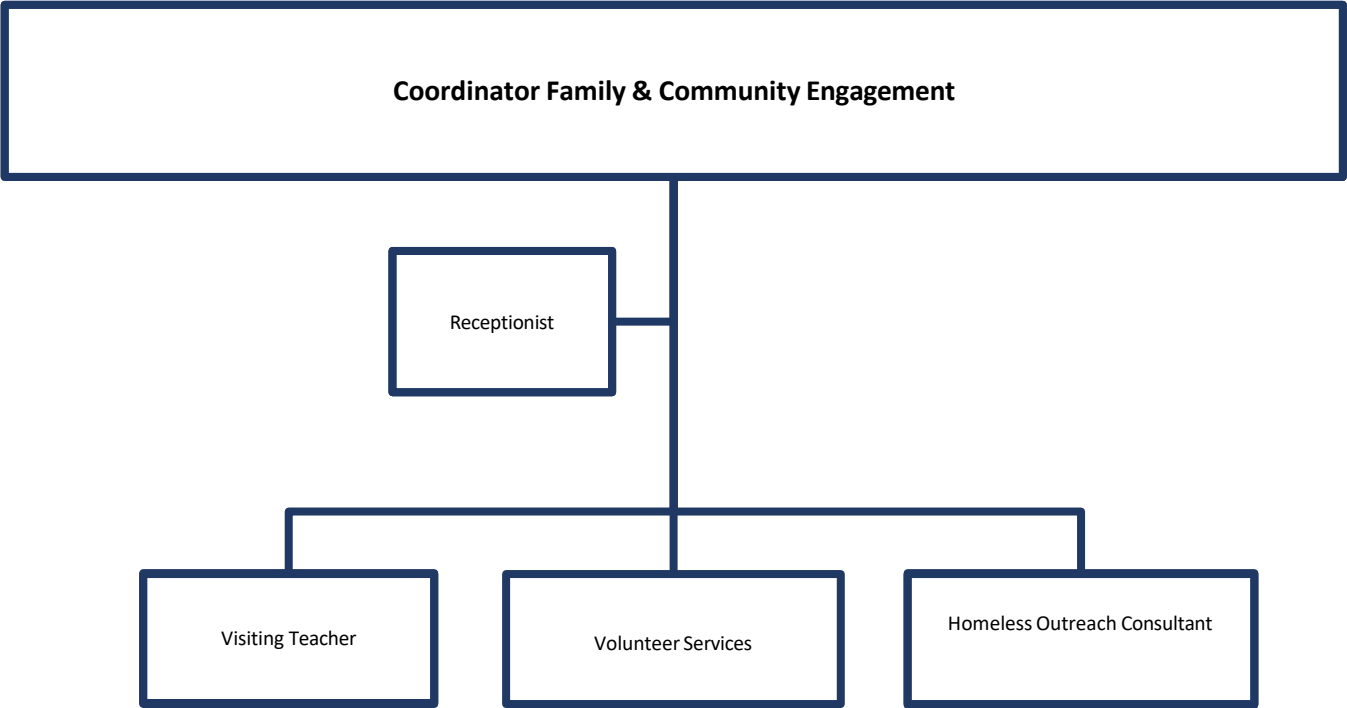 Coordinator Family & Community Engagement
Receptionist
Visiting Teacher
Volunteer Services
Homeless Outreach Consultant